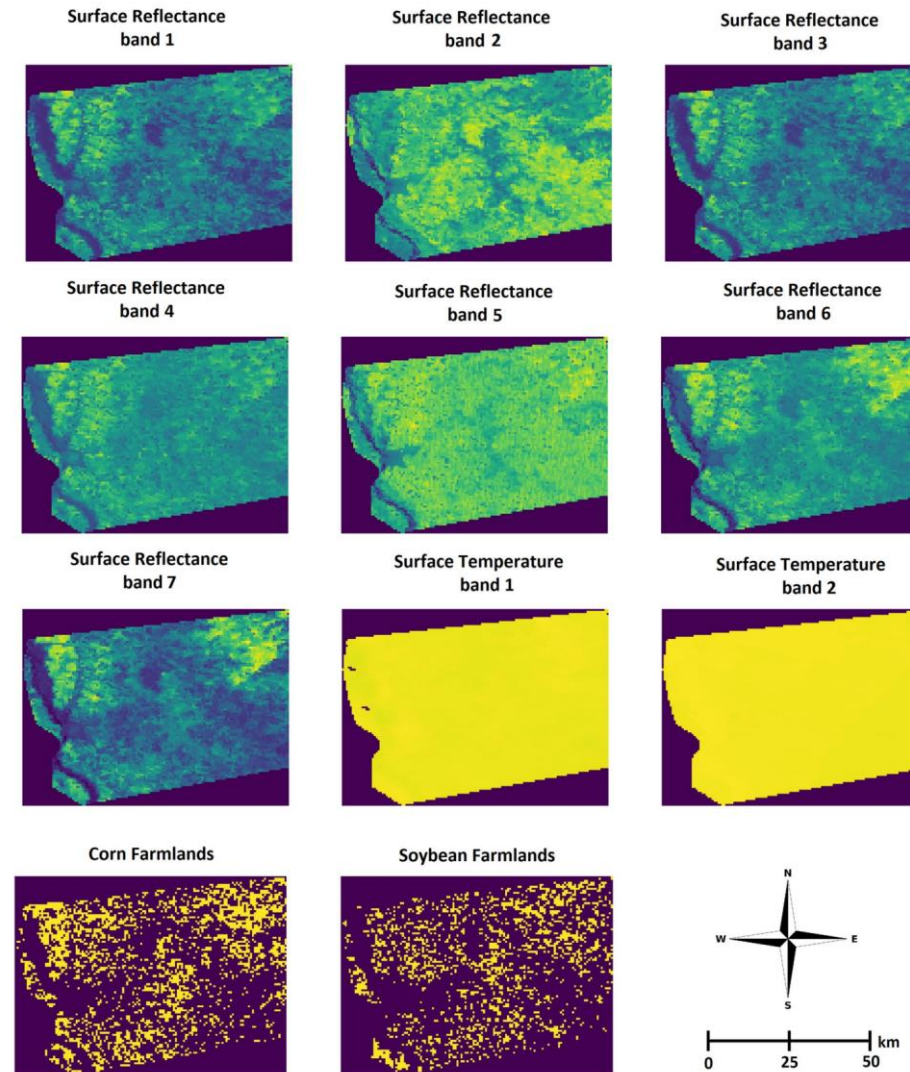 Surface Reflectance
band 1
Surface Reflectance
band 2
Surface Reflectance
band 3
Surface Reflectance
band 4
Surface Reflectance
band 5
Surface Reflectance
band 6
Surface Reflectance
band 7
Surface Temperature
band 1
Surface Temperature
band 2
Corn Farmlands
Soybean Farmlands
N
W
E
S
km
0
25
50